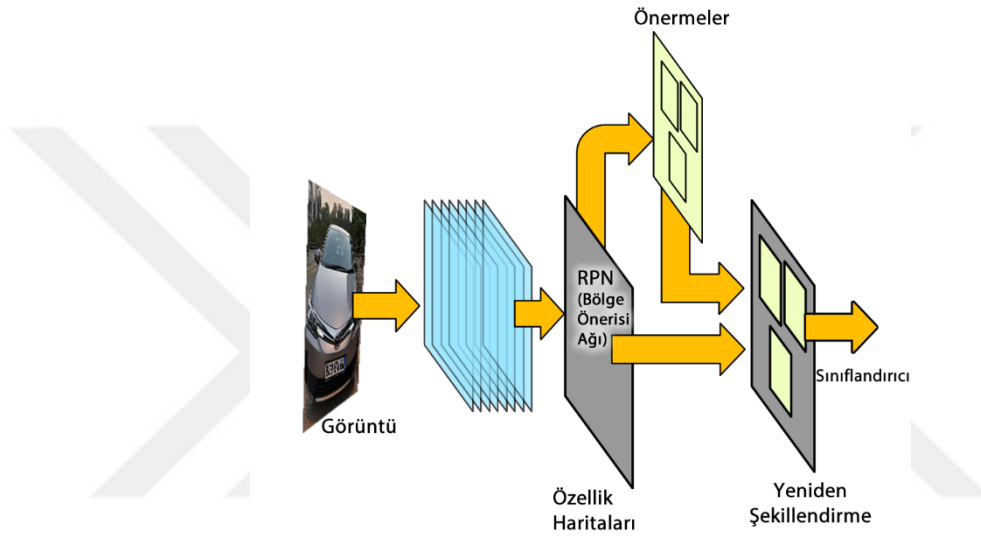 Önermeler
RPN
(Bölge
Önerisi
Ağı)
Sınıflandırıcı
Görüntü
Özellik
Haritaları
Yeniden
Şekillendirme